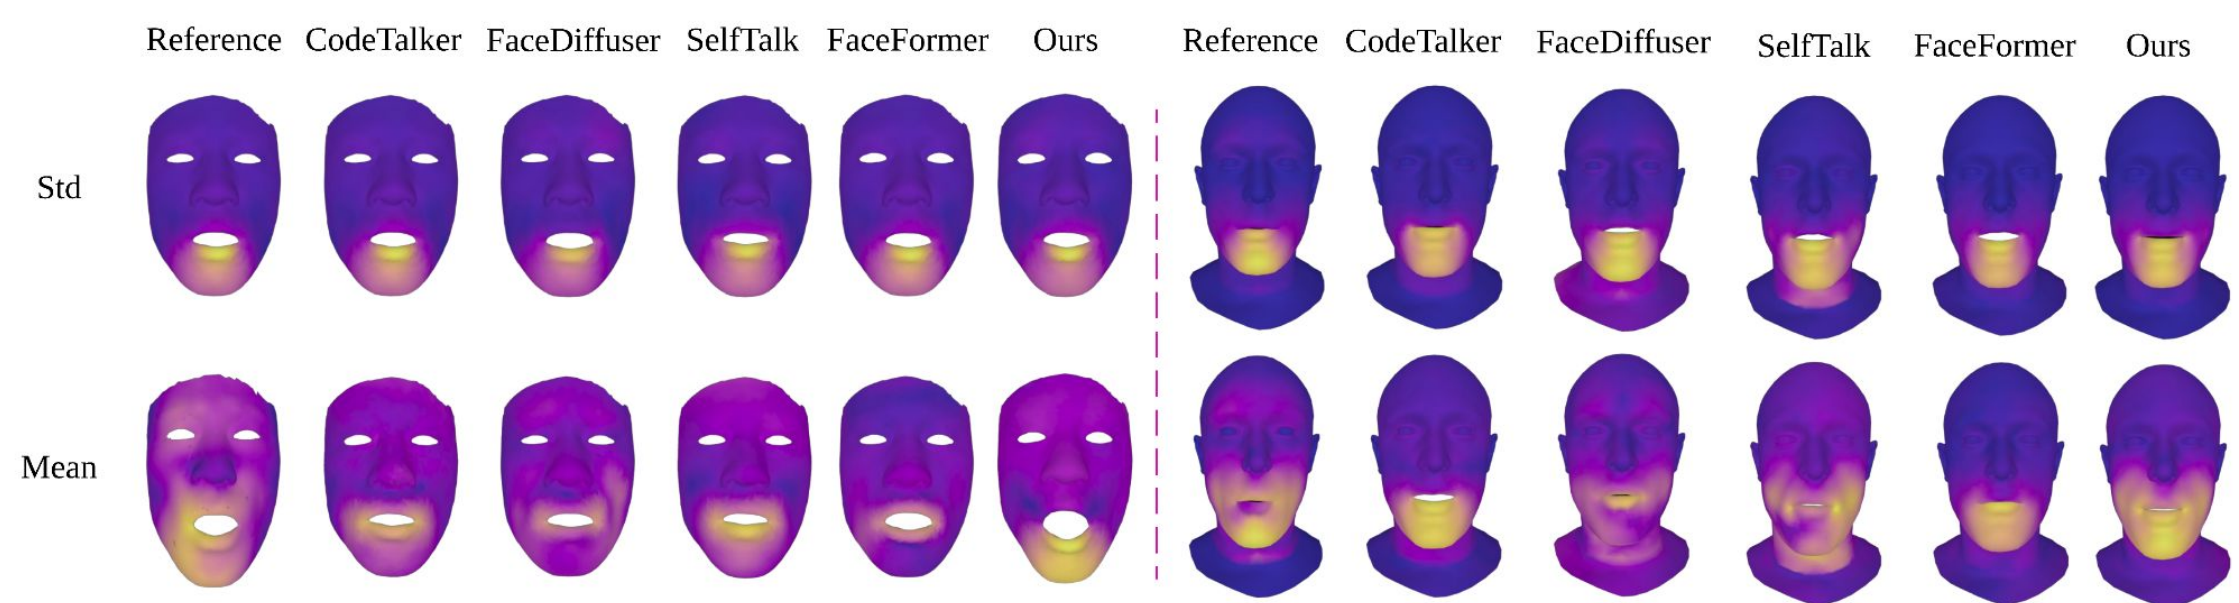 Reference CodeTalker FaceDiffuser SelfTalk FaceFormer Ours Reference CodeTalker FaceDiffuser SelfTalk FaceFormer Ours
Std
Mean